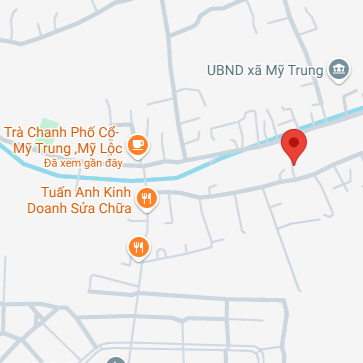 UBND xã Mỹ Trung
Trà Chanh Phố Cổ-
Mỹ Trung ,Mỹ Lộc
Đã xem gần đây
Tuấn Anh Kinh
Doanh Sửa Chữa